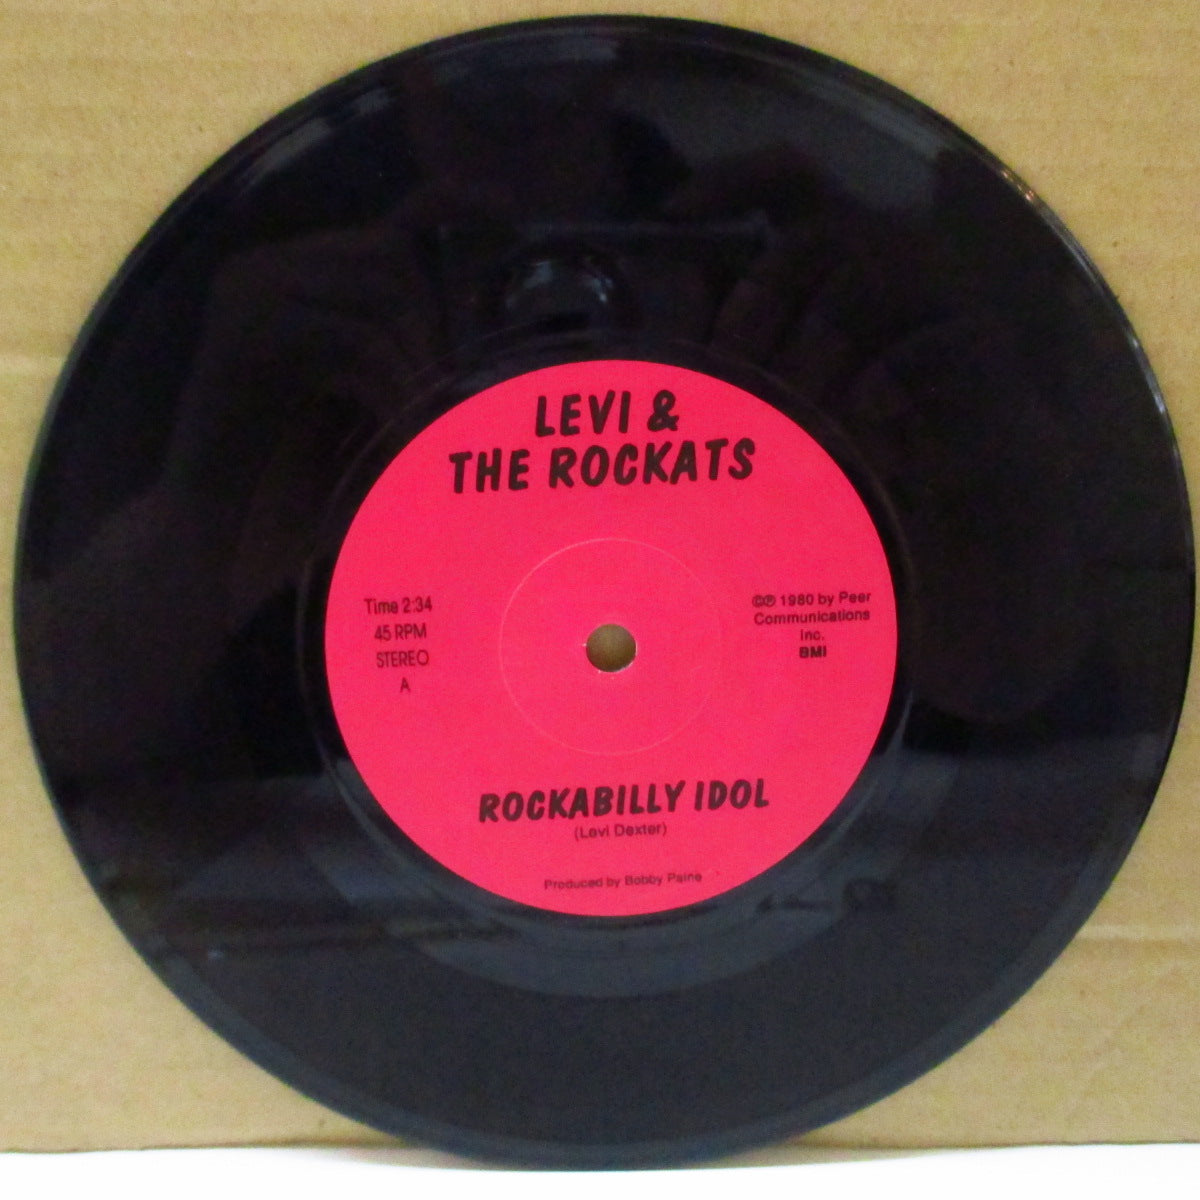 LEVI &
THE ROCKATS
Time 2:34
45 RPM
STEREO
A
©℗ 1980 by Peer
Communications
Inc.
BMI
ROCKABILLY IDOL
(Levi Dexter)
Produced by Bobby Paine